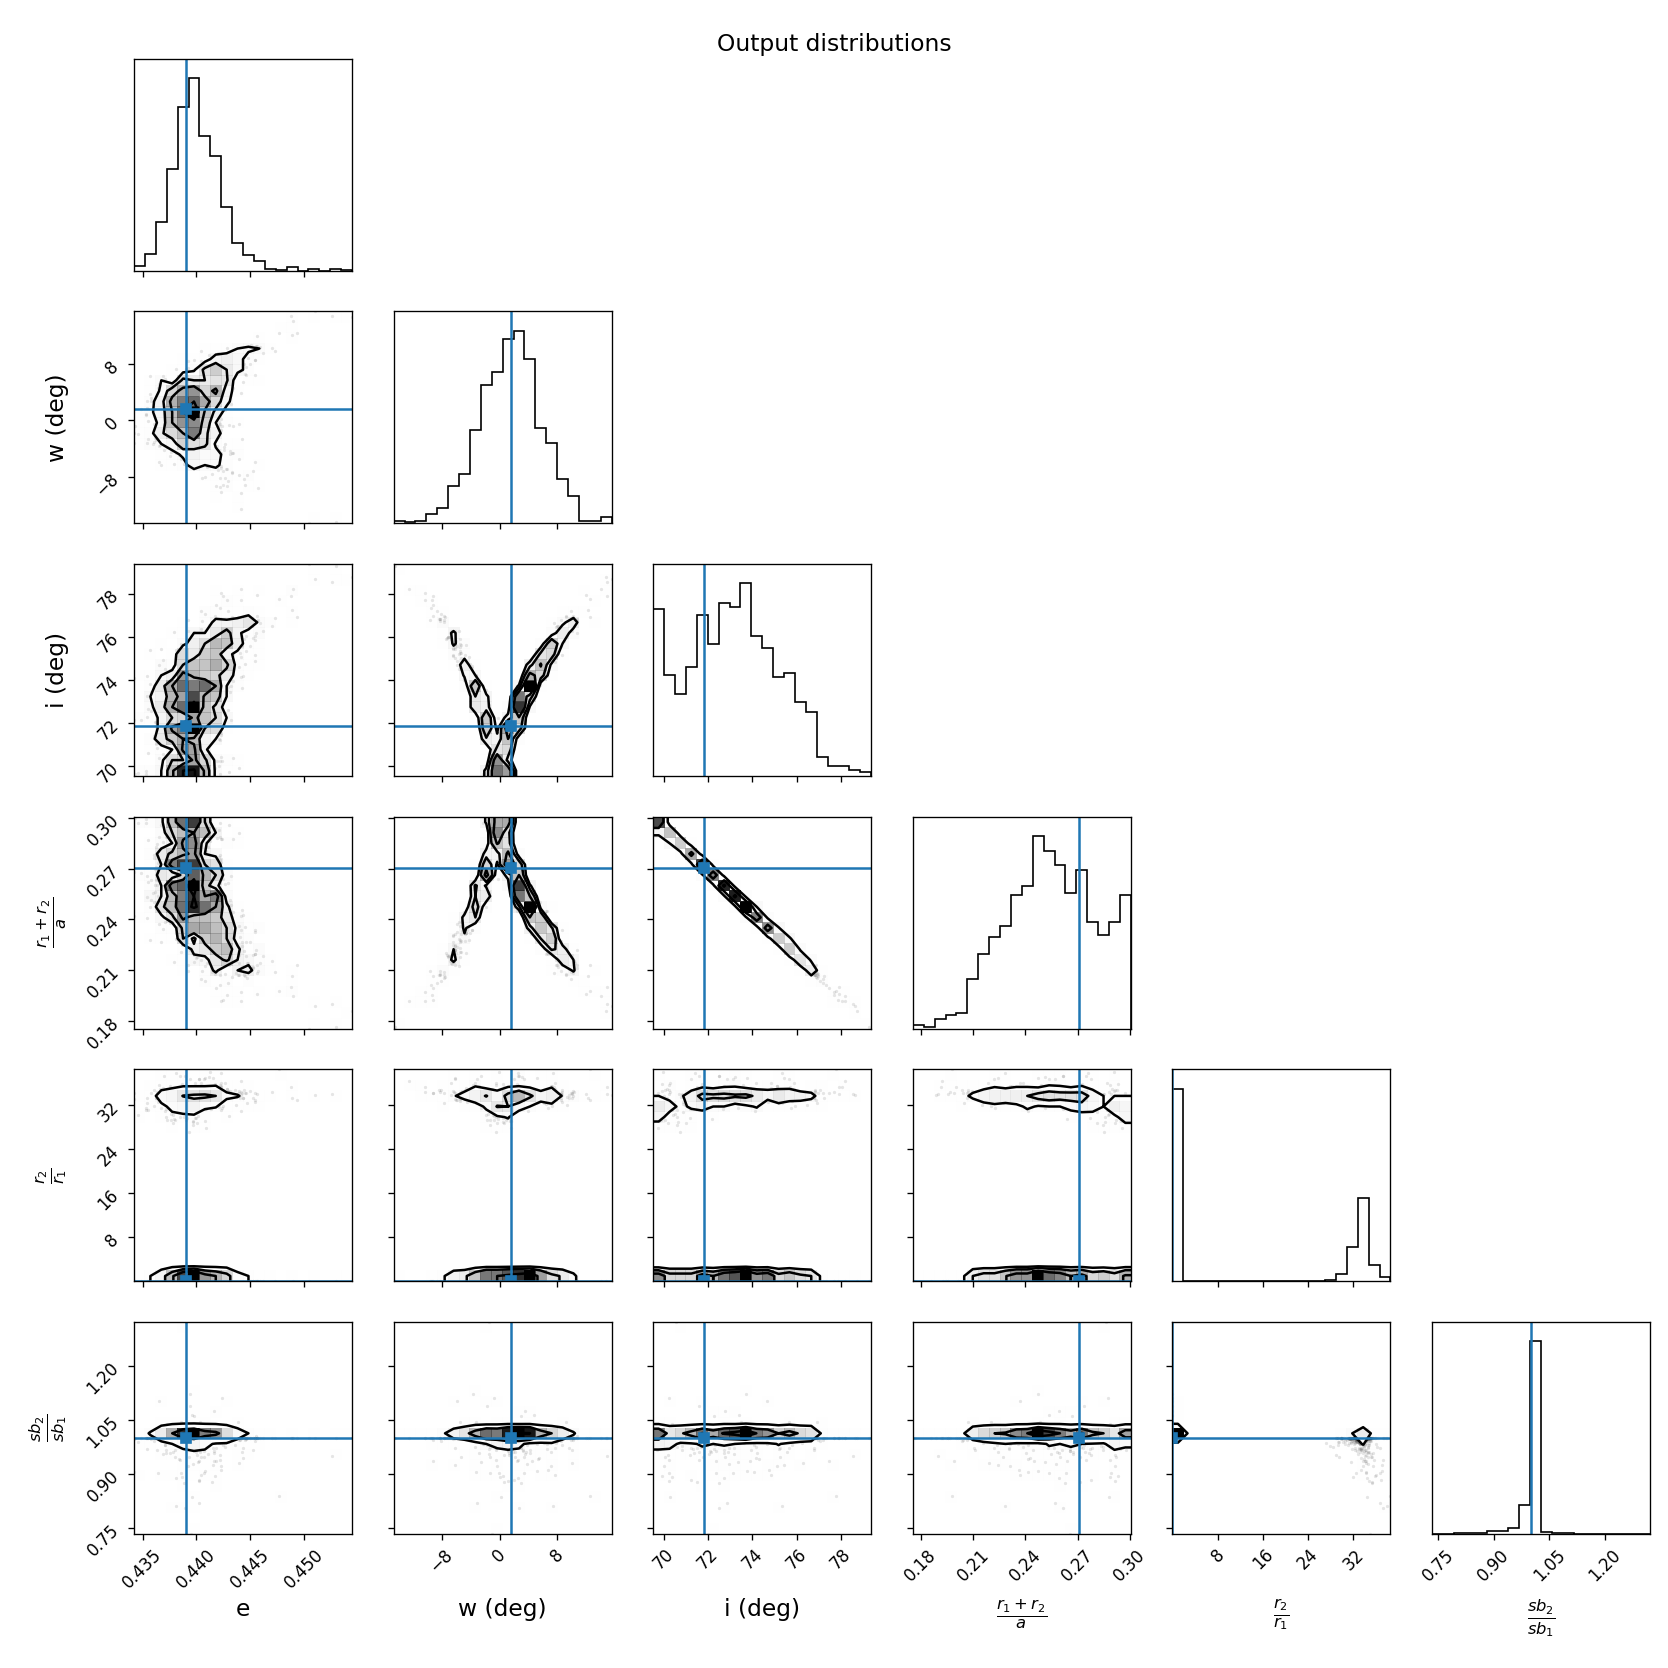 Output distributions
w (deg)
8
0
−8
i (deg)
78
76
74
72
70
r₁ + r₂
a
0.30
0.27
0.24
0.21
0.18
r₂
r₁
32
24
16
8
sb₂
sb₁
1.20
1.05
0.90
0.75
0.435 0.440 0.445 0.450
−8 0 8
70 72 74 76 78
0.18 0.21 0.24 0.27 0.30
8 16 24 32
0.75 0.90 1.05 1.20
e
w (deg)
i (deg)
r₁ + r₂
a
r₂
r₁
sb₂
sb₁